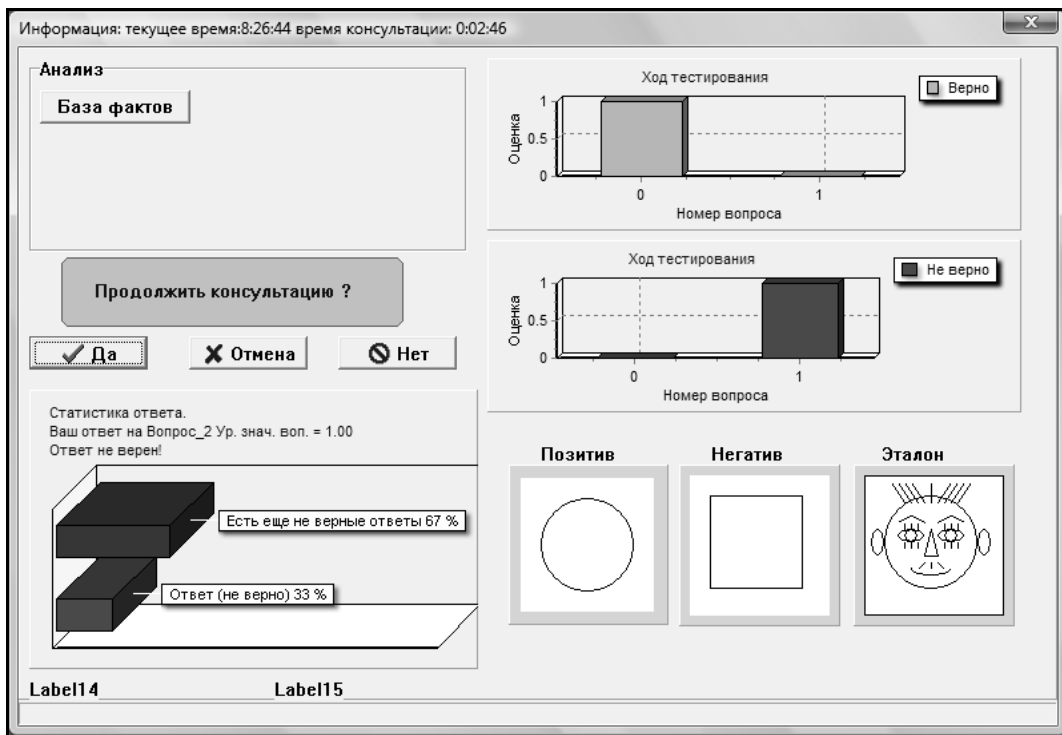 Информация: текущее время:8:26:44 время консультации: 0:02:46
Анализ
База фактов
Продолжить консультацию ?
Да
Отмена
Нет
Статистика ответа.
Ваш ответ на Вопрос_2 Ур. знач. воп. = 1.00
Ответ не верен!
Есть еще не верные ответы 67 %
Ответ (не верно) 33 %
Label14
Label15
Ход тестирования
Верно
Оценка
1
0.5
0
0
1
Номер вопроса
Ход тестирования
Не верно
Оценка
1
0.5
0
0
1
Номер вопроса
Позитив
Негатив
Эталон